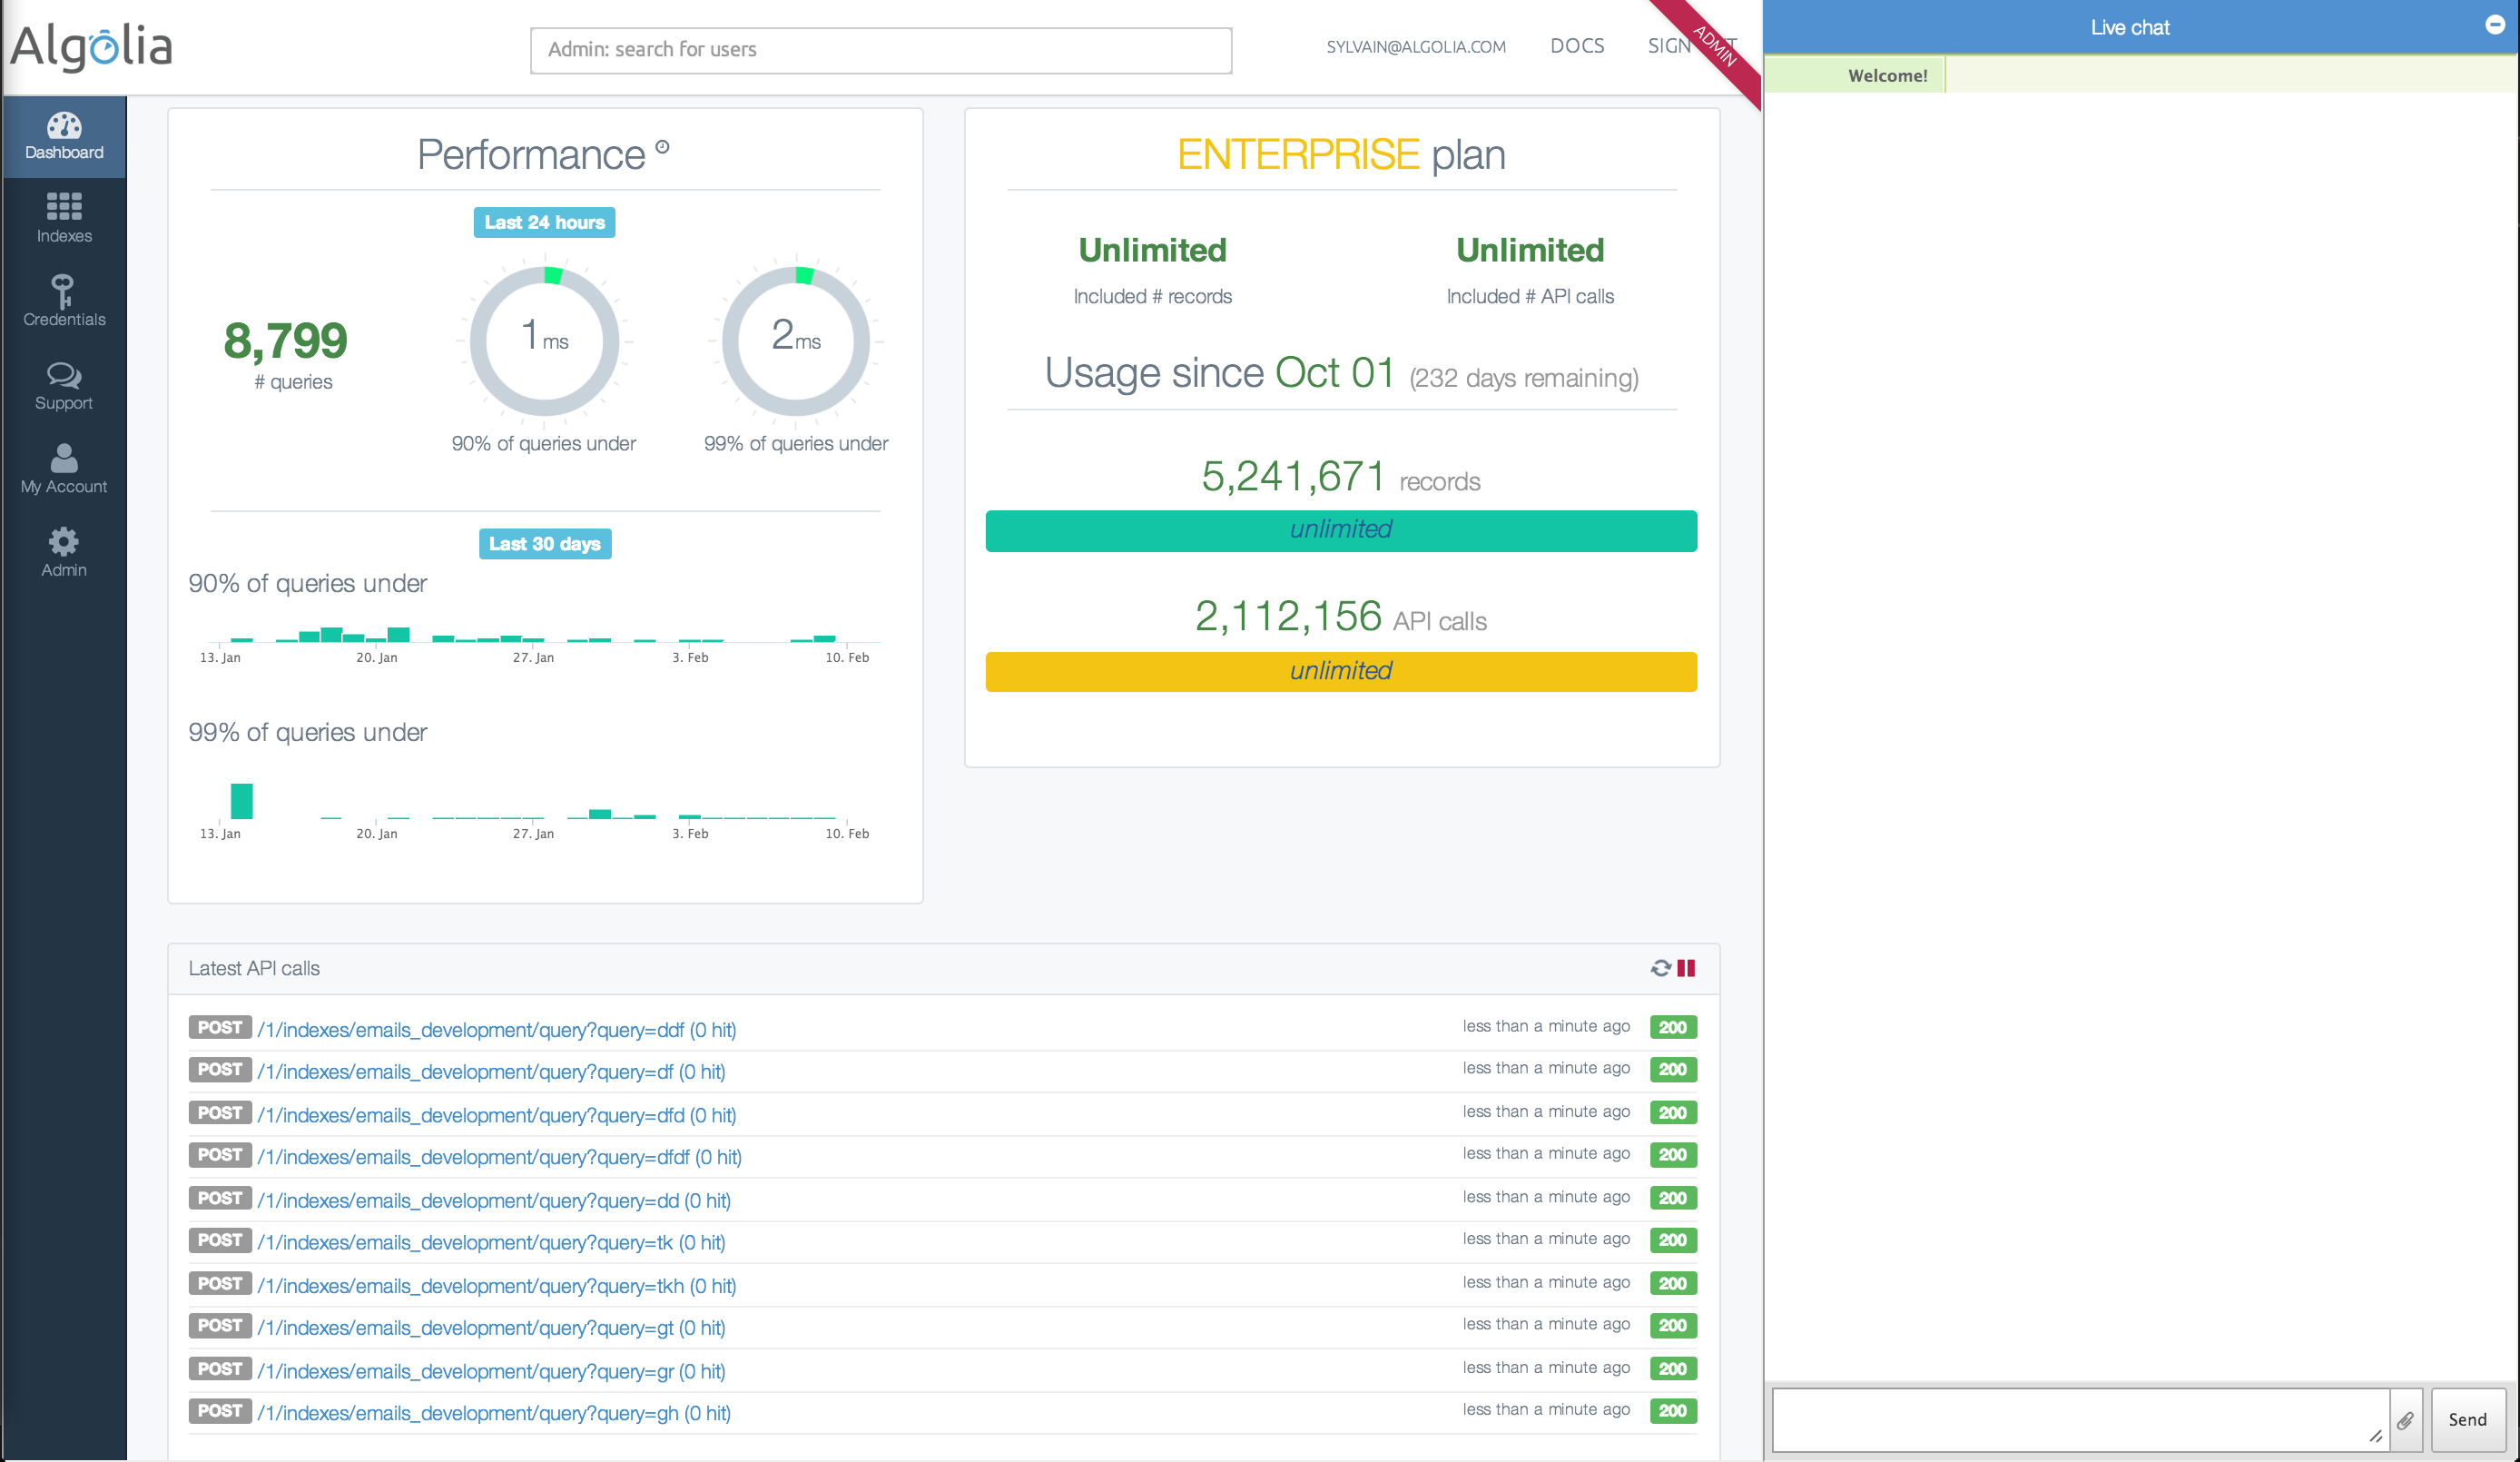 Algolia
Admin: search for users
SYLVAIN@ALGOLIA.COM
DOCS
SIGN
ADMIN
Live chat
Welcome!
Dashboard
Indexes
Credentials
Support
My Account
Admin
Performance
Last 24 hours
8,799
# queries
1 ms
90% of queries under
2 ms
99% of queries under
Last 30 days
90% of queries under
13. Jan 20. Jan 27. Jan 3. Feb 10. Feb
99% of queries under
13. Jan 20. Jan 27. Jan 3. Feb 10. Feb
ENTERPRISE plan
Unlimited
Included # records
Unlimited
Included # API calls
Usage since Oct 01 (232 days remaining)
5,241,671 records
unlimited
2,112,156 API calls
unlimited
Latest API calls
POST /1/indexes/emails_development/query?query=ddf (0 hit) less than a minute ago 200
POST /1/indexes/emails_development/query?query=df (0 hit) less than a minute ago 200
POST /1/indexes/emails_development/query?query=dfd (0 hit) less than a minute ago 200
POST /1/indexes/emails_development/query?query=dfdf (0 hit) less than a minute ago 200
POST /1/indexes/emails_development/query?query=dd (0 hit) less than a minute ago 200
POST /1/indexes/emails_development/query?query=tk (0 hit) less than a minute ago 200
POST /1/indexes/emails_development/query?query=tkh (0 hit) less than a minute ago 200
POST /1/indexes/emails_development/query?query=gt (0 hit) less than a minute ago 200
POST /1/indexes/emails_development/query?query=gr (0 hit) less than a minute ago 200
POST /1/indexes/emails_development/query?query=gh (0 hit) less than a minute ago 200
Send